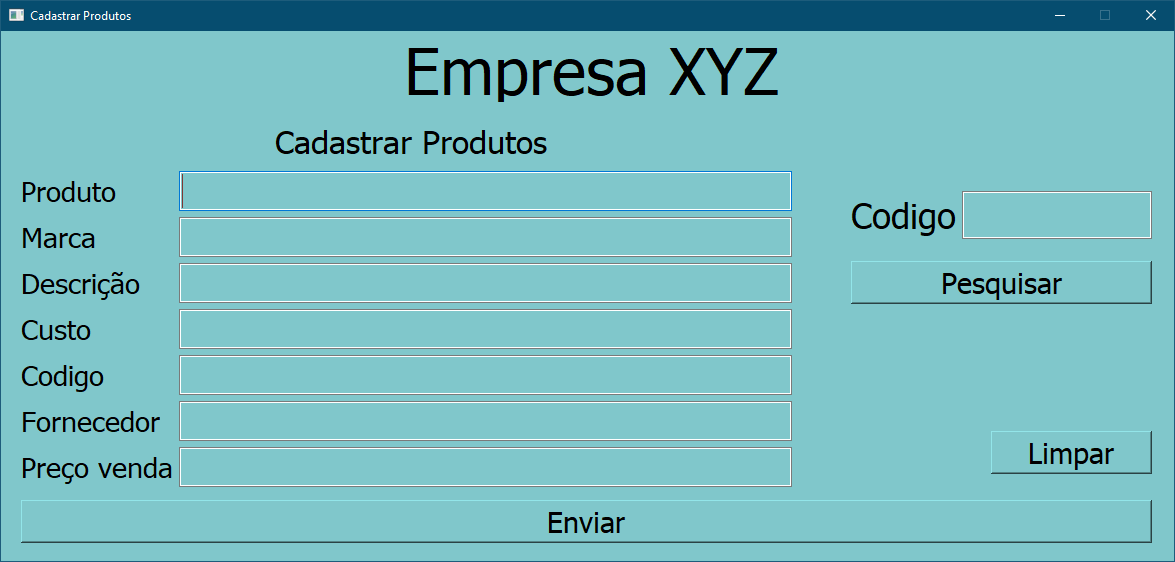 Cadastrar Produtos
Empresa XYZ
Cadastrar Produtos
Produto
Marca
Descrição
Custo
Codigo
Fornecedor
Preço venda
Codigo
Pesquisar
Limpar
Enviar